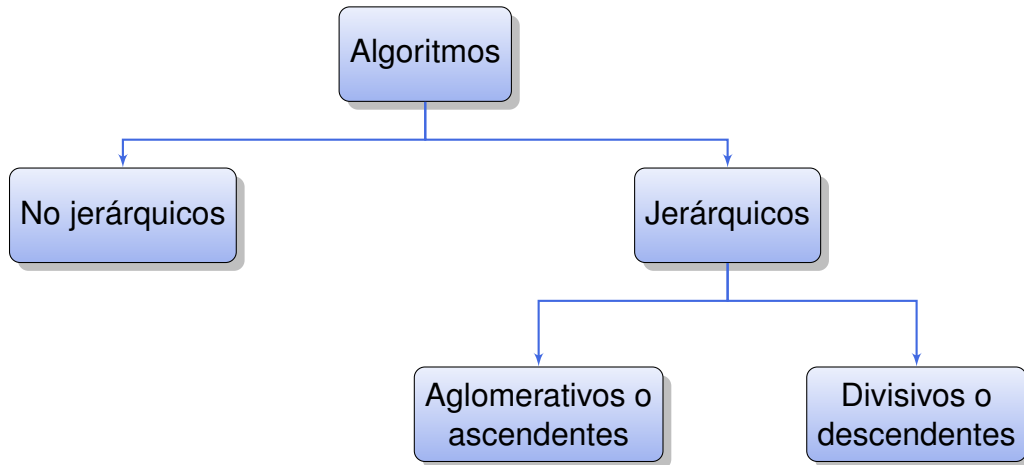 Algoritmos
No jerárquicos
Jerárquicos
Aglomerativos o
ascendentes
Divisivos o
descendentes